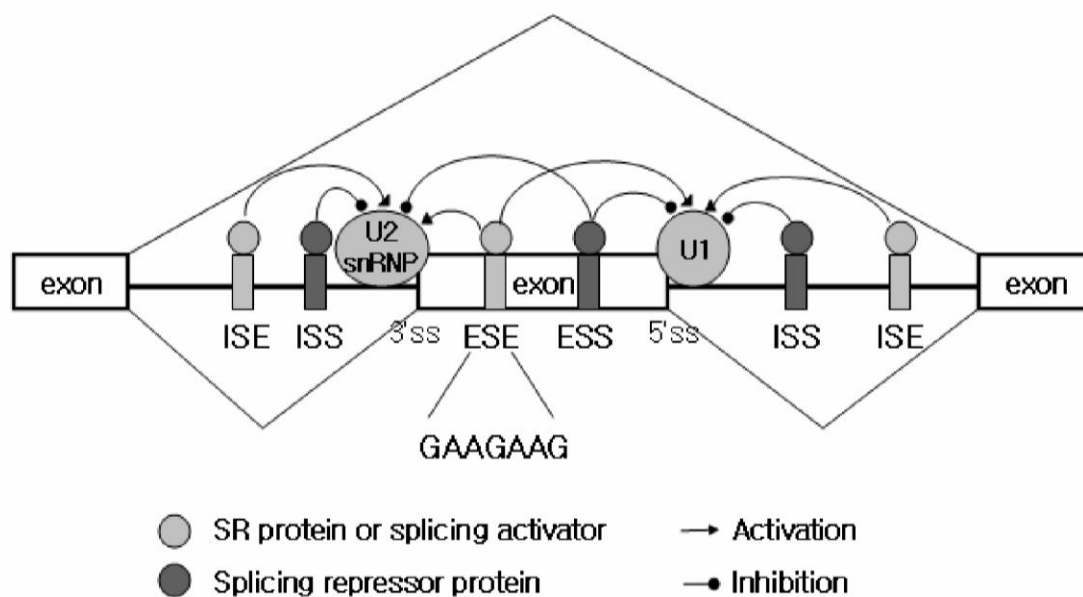 U2
snRNP
U1
exon
exon
exon
ISE
ISS
3'ss
ESE
ESS
5'ss
ISS
ISE
GAAGAAG
SR protein or splicing activator
Activation
Splicing repressor protein
Inhibition